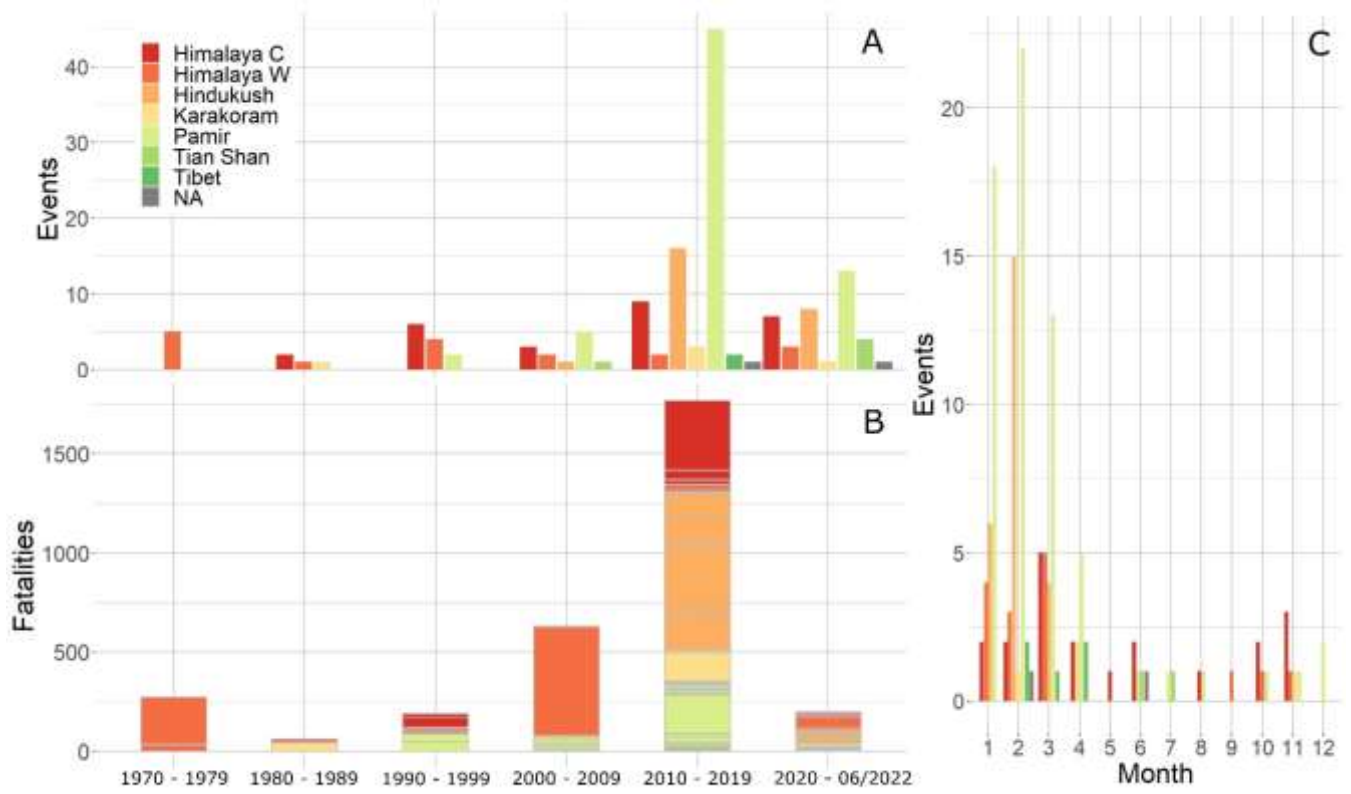 A
Himalaya C
Himalaya W
Hindukush
Karakoram
Pamir
Tian Shan
Tibet
NA
Events
40
30
20
10
0
B
Fatalities
1500
1000
500
0
1970 - 1979 1980 - 1989 1990 - 1999 2000 - 2009 2010 - 2019 2020 - 06/2022
C
Events
20
15
10
5
0
1 2 3 4 5 6 7 8 9 10 11 12
Month